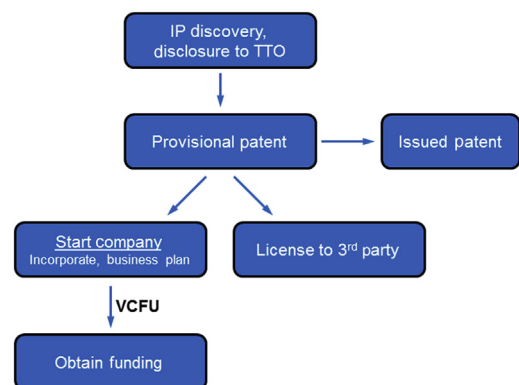 IP discovery,
disclosure to TTO
Provisional patent
Issued patent
Start company
Incorporate, business plan
License to 3rd party
VCFU
Obtain funding